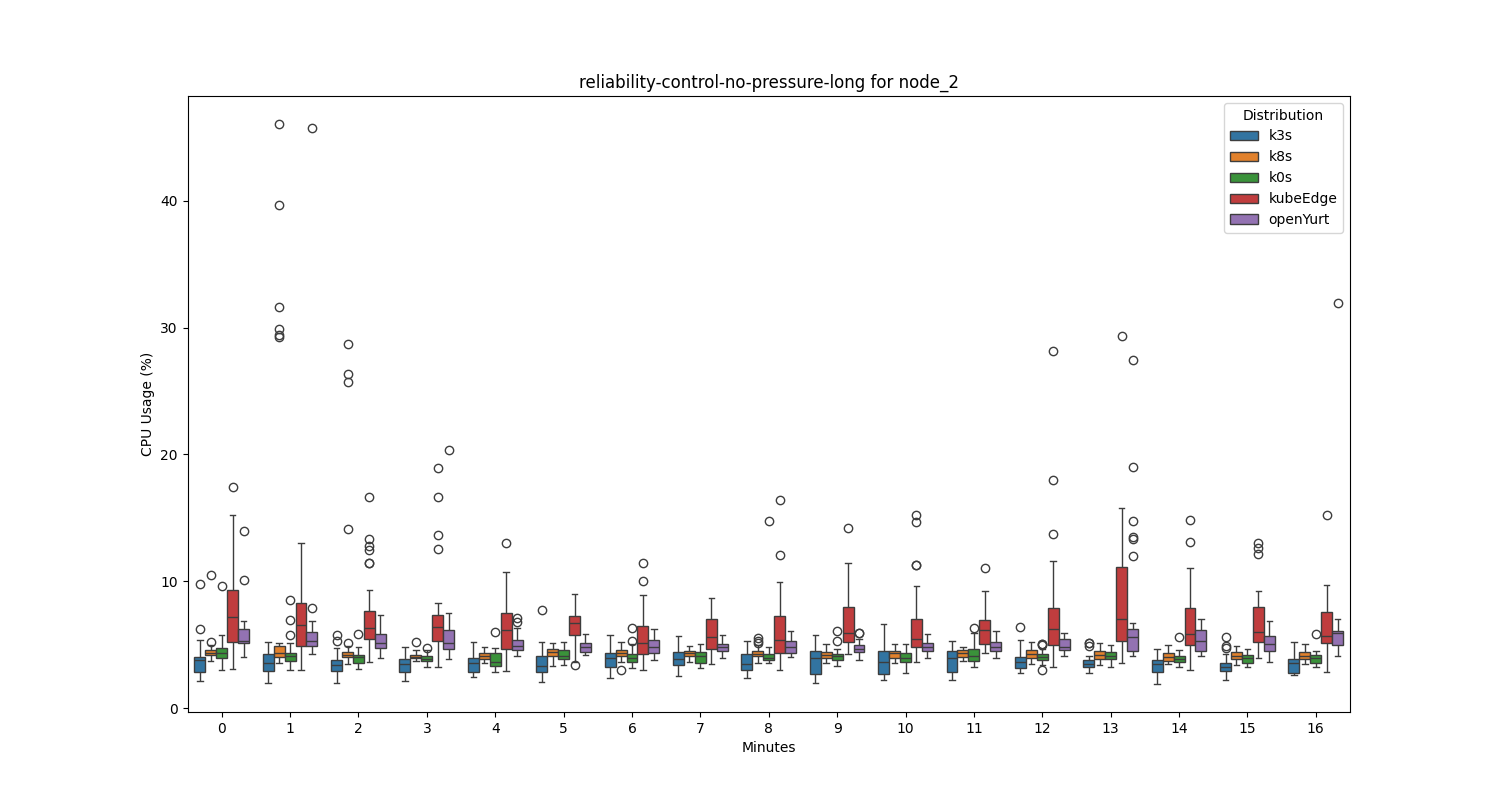 reliability-control-no-pressure-long for node_2
Distribution
k3s
k8s
k0s
kubeEdge
openYurt
CPU Usage (%)
40
30
20
10
0
0 1 2 3 4 5 6 7 8 9 10 11 12 13 14 15 16
Minutes